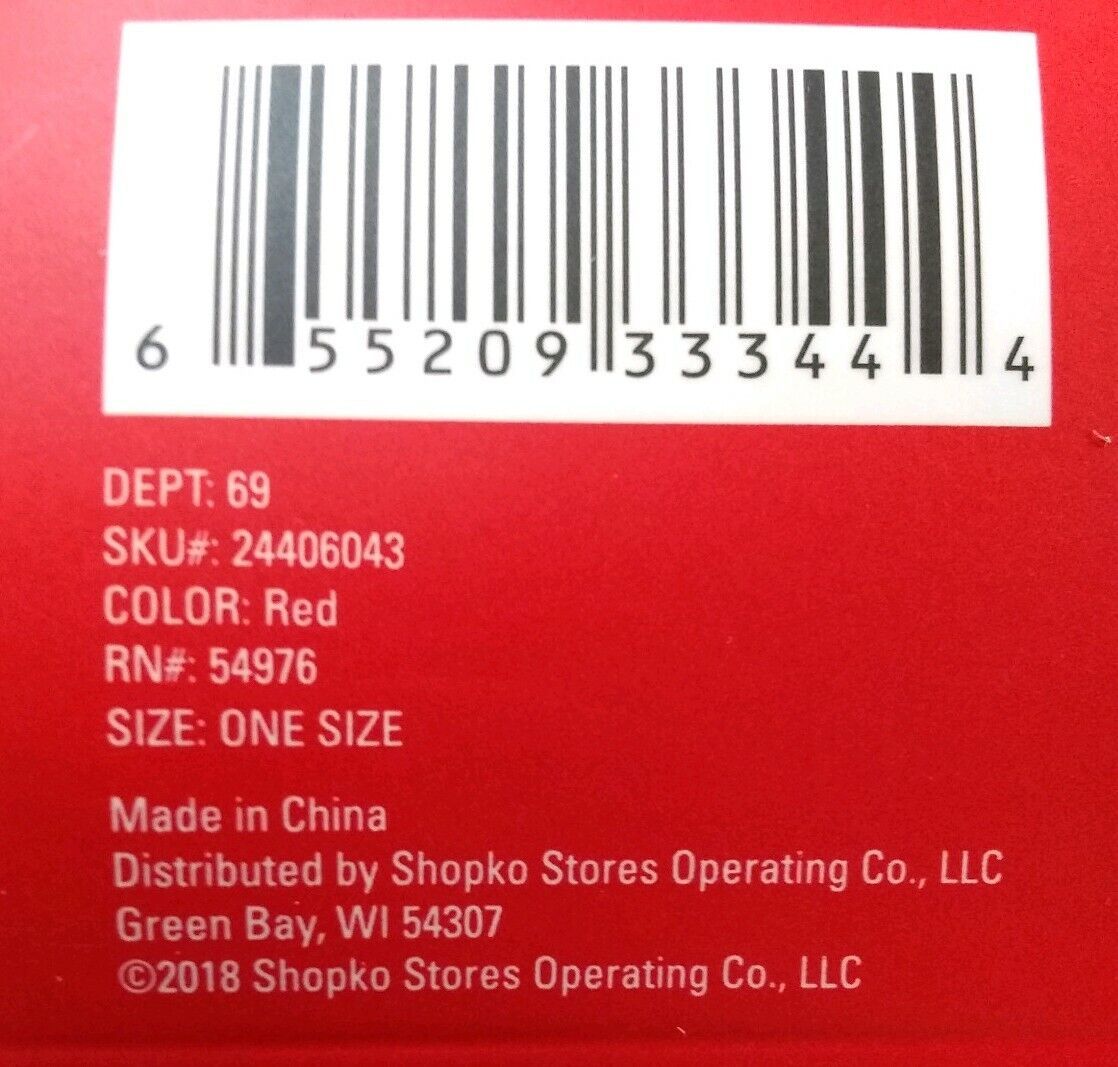 6 55209 33344 4
DEPT: 69
SKU#: 24406043
COLOR: Red
RN#: 54976
SIZE: ONE SIZE
Made in China
Distributed by Shopko Stores Operating Co., LLC
Green Bay, WI 54307
©2018 Shopko Stores Operating Co., LLC